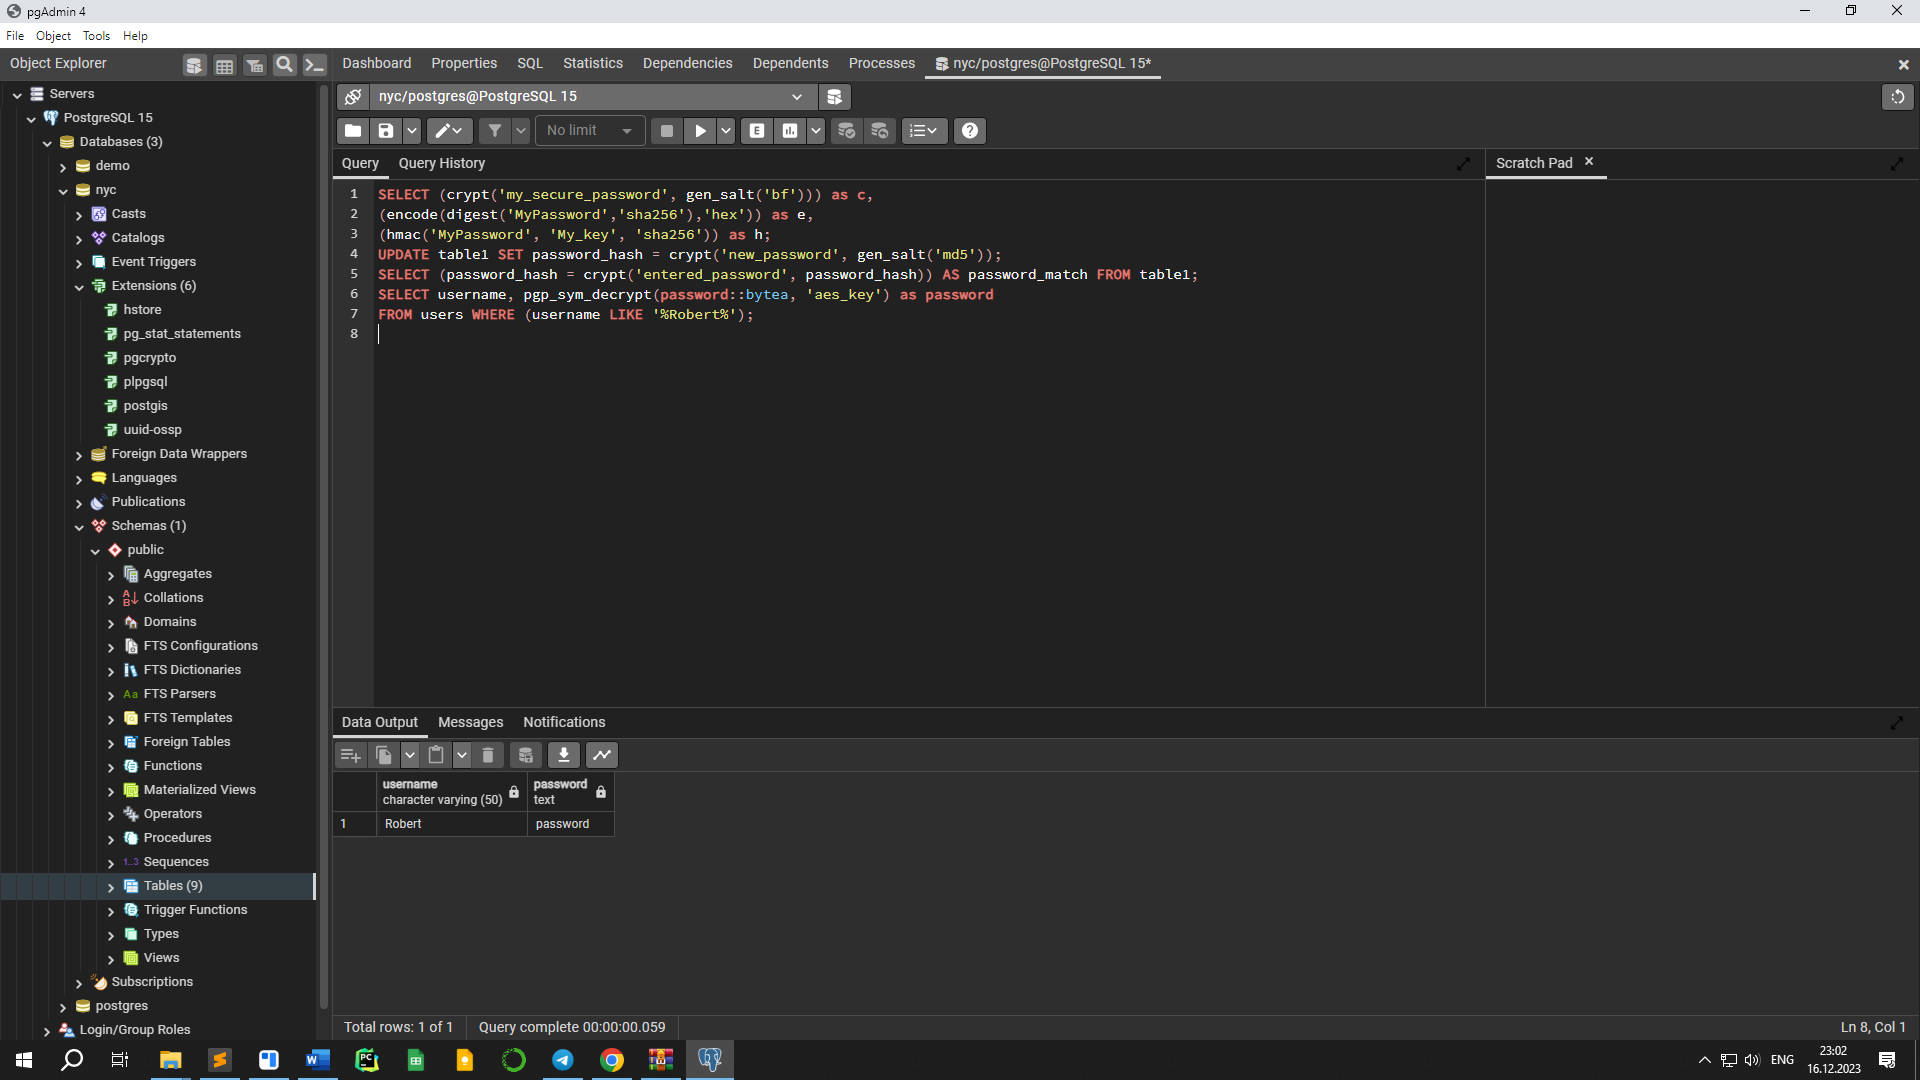 pgAdmin 4
File Object Tools Help
Object Explorer
Dashboard Properties SQL Statistics Dependencies Dependents Processes nyc/postgres@PostgreSQL 15*
Servers
PostgreSQL 15
Databases (3)
demo
nyc
Casts
Catalogs
Event Triggers
Extensions (6)
hstore
pg_stat_statements
pgcrypto
plpgsql
postgis
uuid-ossp
Foreign Data Wrappers
Languages
Publications
Schemas (1)
public
Aggregates
Collations
Domains
FTS Configurations
FTS Dictionaries
Aa FTS Parsers
FTS Templates
Foreign Tables
Functions
Materialized Views
Operators
Procedures
1..3 Sequences
Tables (9)
Trigger Functions
Types
Views
Subscriptions
postgres
Login/Group Roles
nyc/postgres@PostgreSQL 15
No limit
E
Query Query History
Scratch Pad
1 SELECT (crypt('my_secure_password', gen_salt('bf'))) as c,
2 (encode(digest('MyPassword','sha256'),'hex')) as e,
3 (hmac('MyPassword', 'My_key', 'sha256')) as h;
4 UPDATE table1 SET password_hash = crypt('new_password', gen_salt('md5'));
5 SELECT (password_hash = crypt('entered_password', password_hash)) AS password_match FROM table1;
6 SELECT username, pgp_sym_decrypt(password::bytea, 'aes_key') as password
7 FROM users WHERE (username LIKE '%Robert%');
8
Data Output Messages Notifications
username password
character varying (50) text
1 Robert password
Total rows: 1 of 1 Query complete 00:00:00.059 Ln 8, Col 1
ENG
23:02
16.12.2023